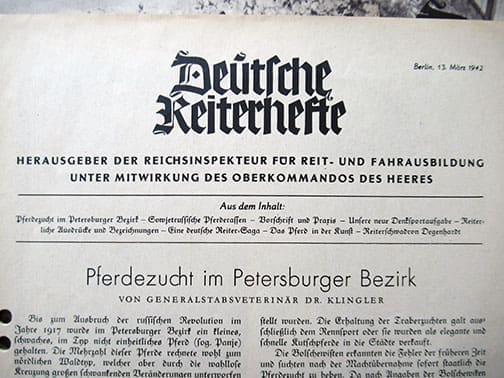 Deutsche
Reiterhefte
Berlin, 13. März 1942
HERAUSGEBER DER REICHSINSPEKTEUR FÜR REIT- UND FAHRAUSBILDUNG
UNTER MITWIRKUNG DES OBERKOMMANDOS DES HEERES
Aus dem Inhalt:
Pferdezucht im Petersburger Bezirk – Sowjetrussische Pferderassen – Vorschrift und Praxis – Unsere neue Denksportaufgabe – Reiter-
liche Ausdrücke und Bezeichnungen – Eine deutsche Reiter-Saga – Das Pferd in der Kunst – Reiterschwadron Degenhardt
Pferdezucht im Petersburger Bezirk
VON GENERALSTABSVETERINÄR DR. KLINGLER
Bis zum Ausbruch der russischen Revolution im
Jahre 1917 wurde im Petersburger Bezirk ein kleines,
schwaches, im Typ nicht einheitliches Pferd (sog. Panje)
gehalten. Die Mehrzahl dieser Pferde rechnete wohl zum
nördlichen Waldtyp, welcher aber durch die wahllose
Kreuzung großen schwankenden Veränderungen unterworfen
stellt wurden. Die Erhaltung der Traberzuchten galt aus-
schließlich dem Rennsport oder sie wurden als elegante und
schnelle Kutschpferde in die Städte verkauft.
Die Bolschewisten erkannten die Fehler der früheren Zeit
und suchten nach der Machtübernahme sofort staatlich die
Pferdezucht zu heben. Da nach Angaben der Bolschewisten